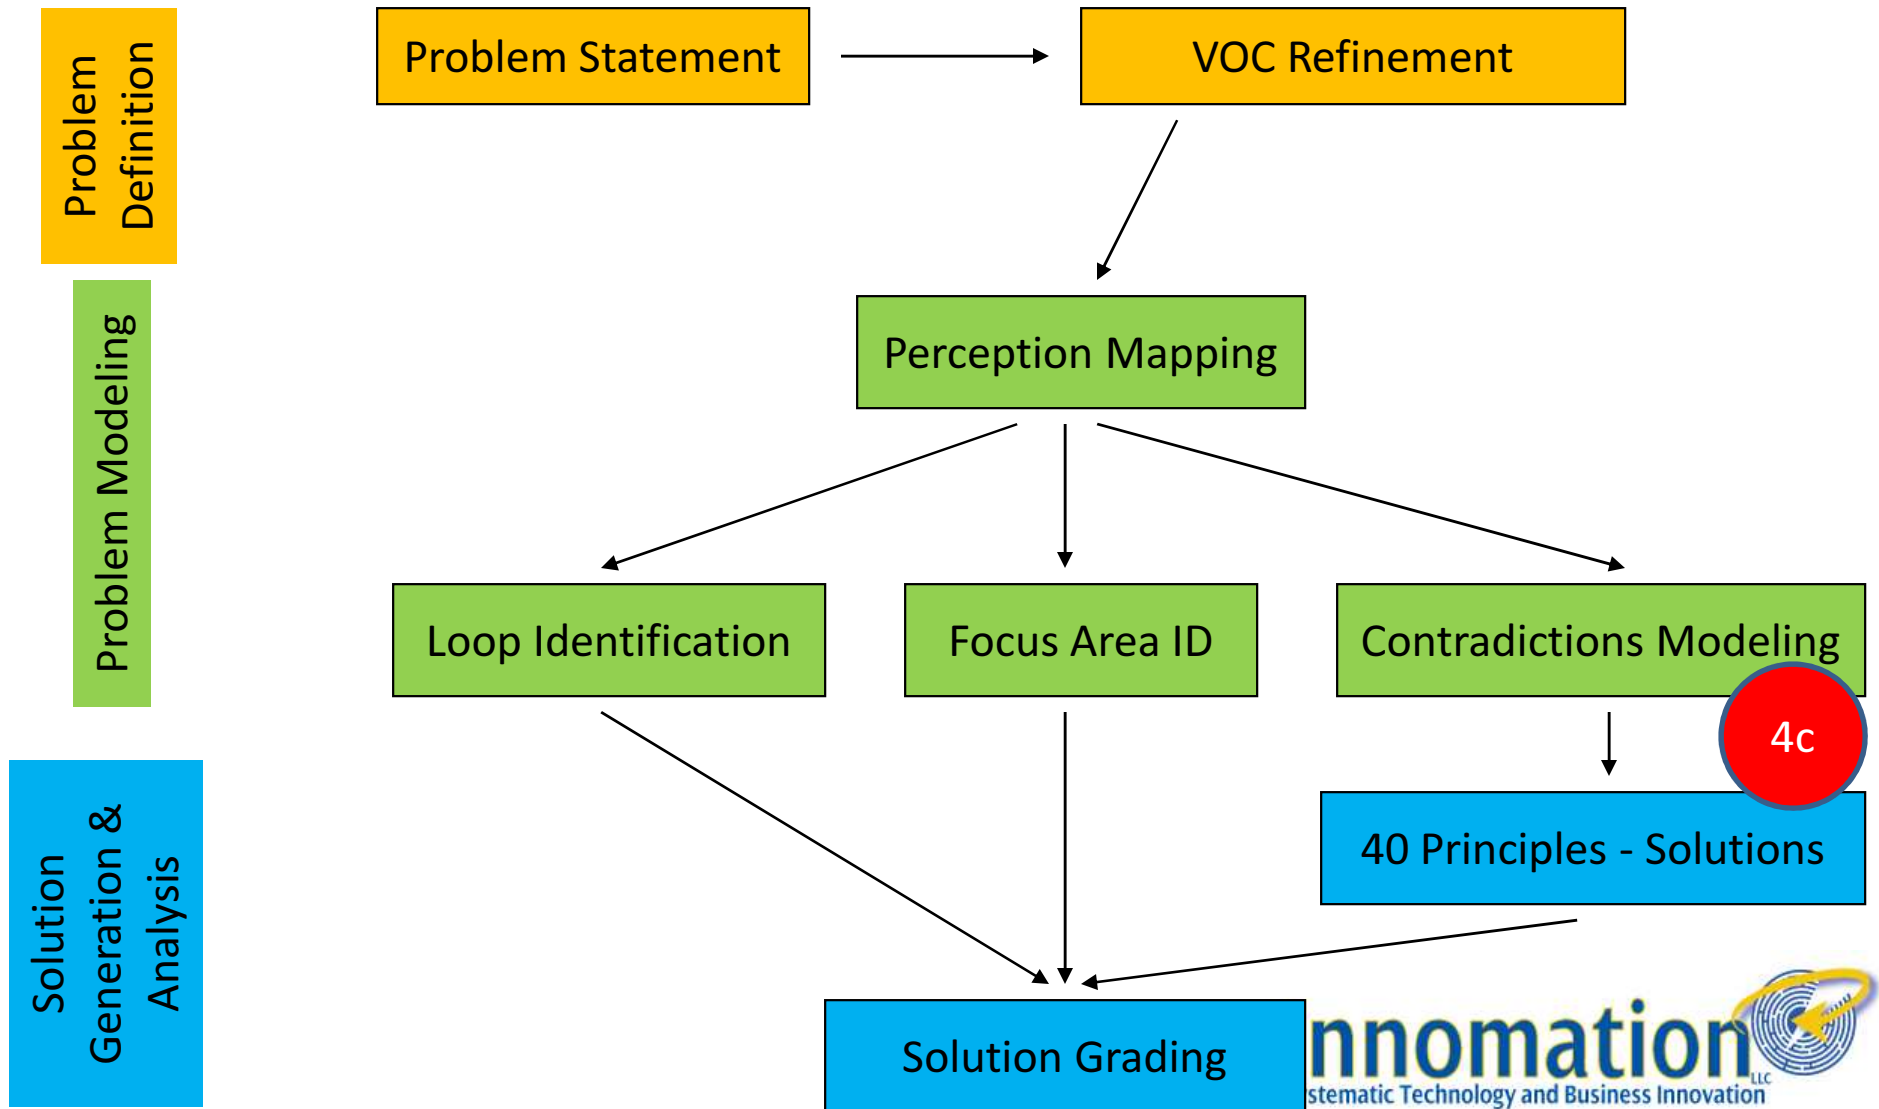 Problem
Definition
Problem Statement
VOC Refinement
Problem Modeling
Perception Mapping
Loop Identification
Focus Area ID
Contradictions Modeling
4c
Solution
Generation &
Analysis
40 Principles - Solutions
Solution Grading
nnomation
LLC
stematic Technology and Business Innovation